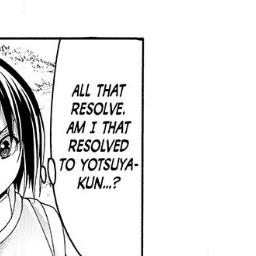 ALL THAT
RESOLVE.
AM I THAT
RESOLVED
TO YOTSUYA-
KUN...?